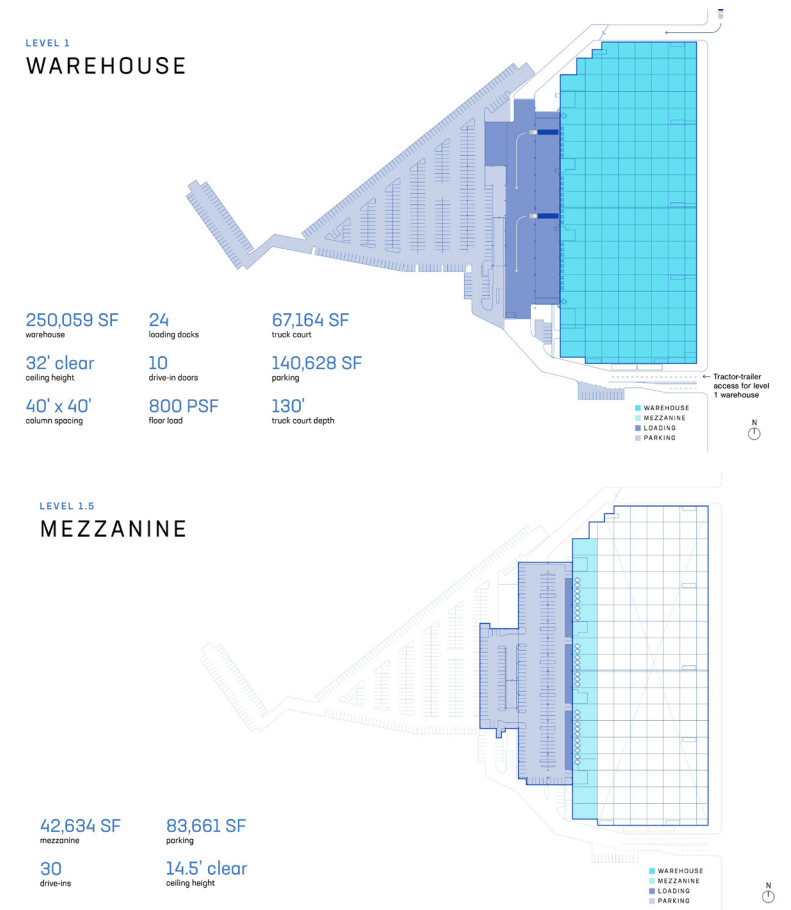 LEVEL 1
WAREHOUSE
250,059 SF
warehouse
24
loading docks
67,164 SF
truck court
32' clear
ceiling height
10
drive-in doors
140,628 SF
parking
40' x 40'
column spacing
800 PSF
floor load
130'
truck court depth
← Tractor-trailer
access for level
1 warehouse
WAREHOUSE
MEZZANINE
LOADING
PARKING
N
LEVEL 1.5
MEZZANINE
42,634 SF
mezzanine
83,661 SF
parking
30
drive-ins
14.5' clear
ceiling height
WAREHOUSE
MEZZANINE
LOADING
PARKING
N